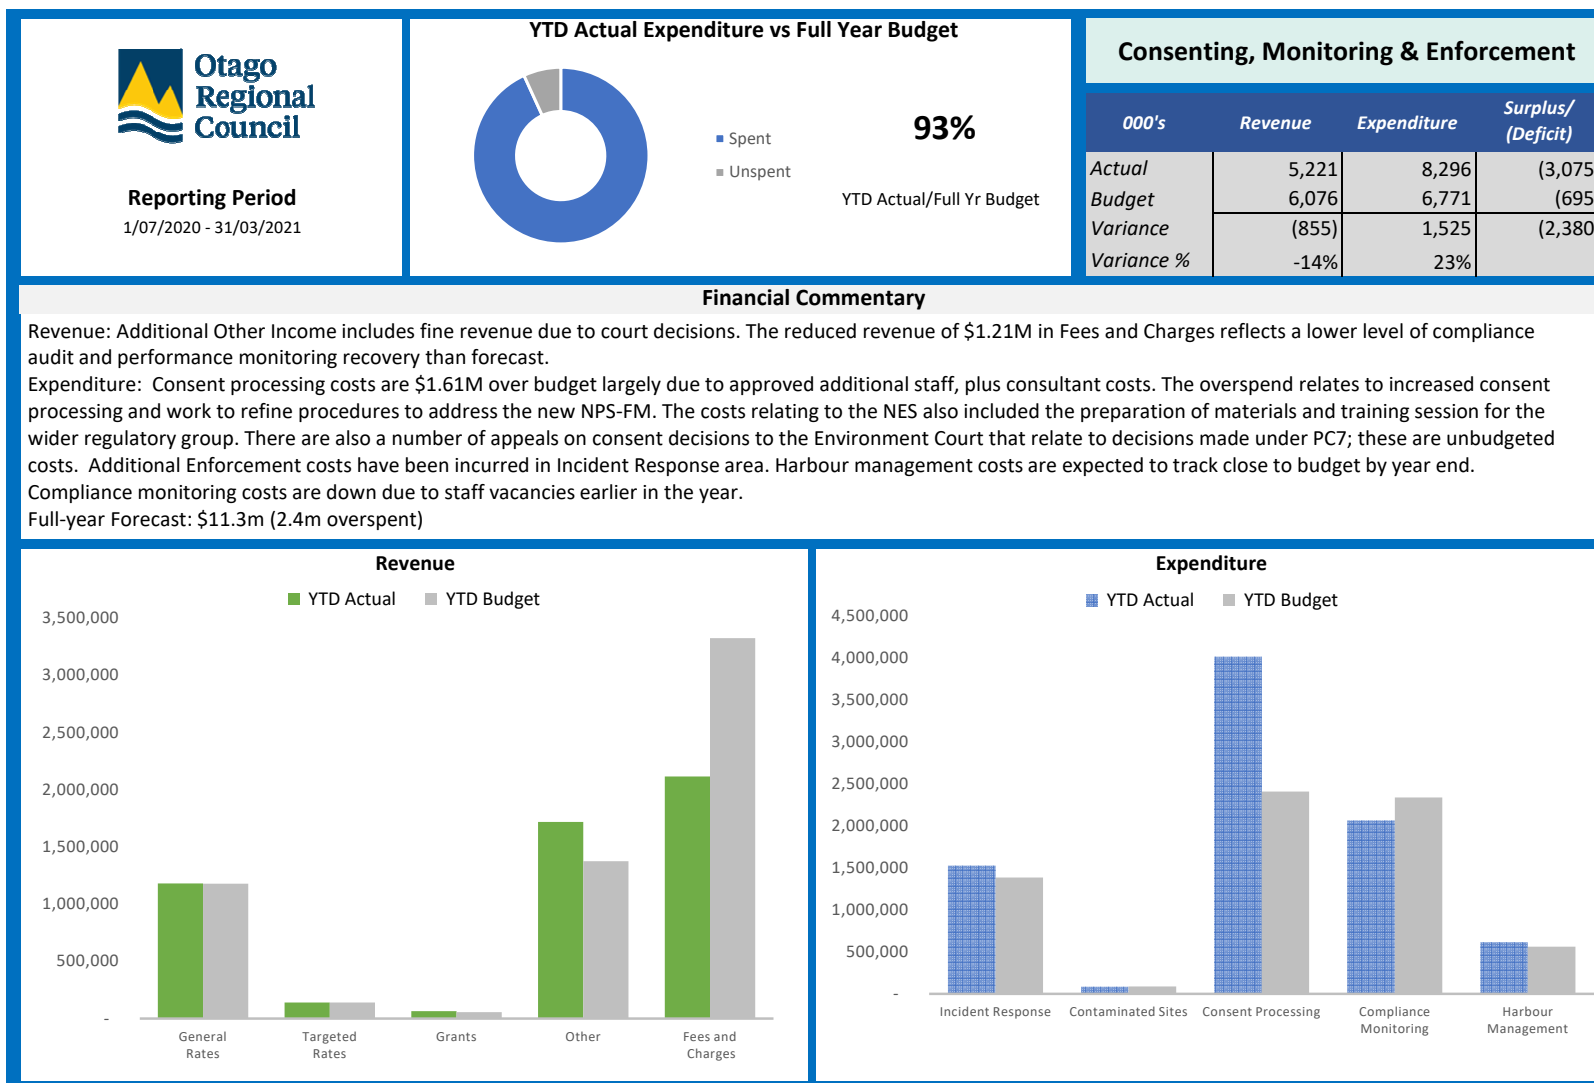 Otago
Regional
Council
Reporting Period
1/07/2020 - 31/03/2021
YTD Actual Expenditure vs Full Year Budget
Spent
Unspent
93%
YTD Actual/Full Yr Budget
Consenting, Monitoring & Enforcement
000's Revenue Expenditure Surplus/ (Deficit)
Actual 5,221 8,296 (3,075
Budget 6,076 6,771 (695
Variance (855) 1,525 (2,380
Variance % -14% 23%
Financial Commentary
Revenue: Additional Other Income includes fine revenue due to court decisions. The reduced revenue of $1.21M in Fees and Charges reflects a lower level of compliance
audit and performance monitoring recovery than forecast.
Expenditure: Consent processing costs are $1.61M over budget largely due to approved additional staff, plus consultant costs. The overspend relates to increased consent
processing and work to refine procedures to address the new NPS-FM. The costs relating to the NES also included the preparation of materials and training session for the
wider regulatory group. There are also a number of appeals on consent decisions to the Environment Court that relate to decisions made under PC7; these are unbudgeted
costs. Additional Enforcement costs have been incurred in Incident Response area. Harbour management costs are expected to track close to budget by year end.
Compliance monitoring costs are down due to staff vacancies earlier in the year.
Full-year Forecast: $11.3m (2.4m overspent)
Revenue
YTD Actual YTD Budget
3,500,000
3,000,000
2,500,000
2,000,000
1,500,000
1,000,000
500,000
-
General Rates
Targeted Rates
Grants
Other
Fees and Charges
Expenditure
YTD Actual YTD Budget
4,500,000
4,000,000
3,500,000
3,000,000
2,500,000
2,000,000
1,500,000
1,000,000
500,000
-
Incident Response
Contaminated Sites
Consent Processing
Compliance Monitoring
Harbour Management